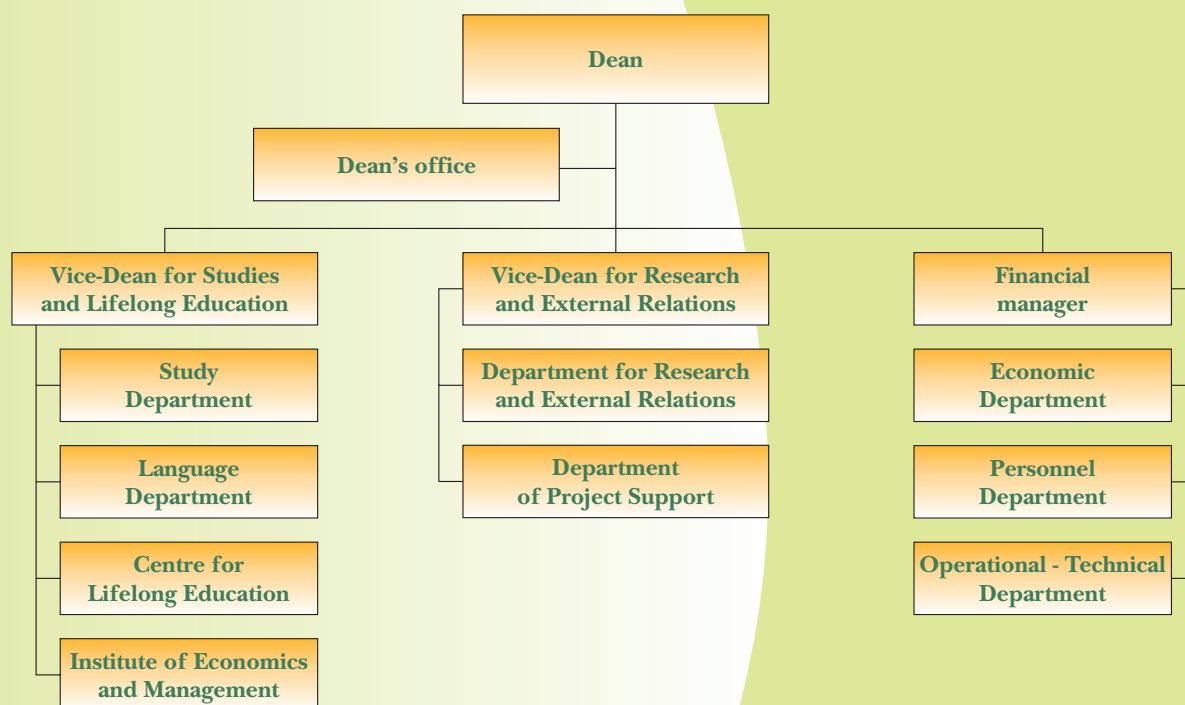 Dean
Dean's office
Vice-Dean for Studies
and Lifelong Education
Study
Department
Language
Department
Centre for
Lifelong Education
Institute of Economics
and Management
Vice-Dean for Research
and External Relations
Department for Research
and External Relations
Department
of Project Support
Financial
manager
Economic
Department
Personnel
Department
Operational - Technical
Department